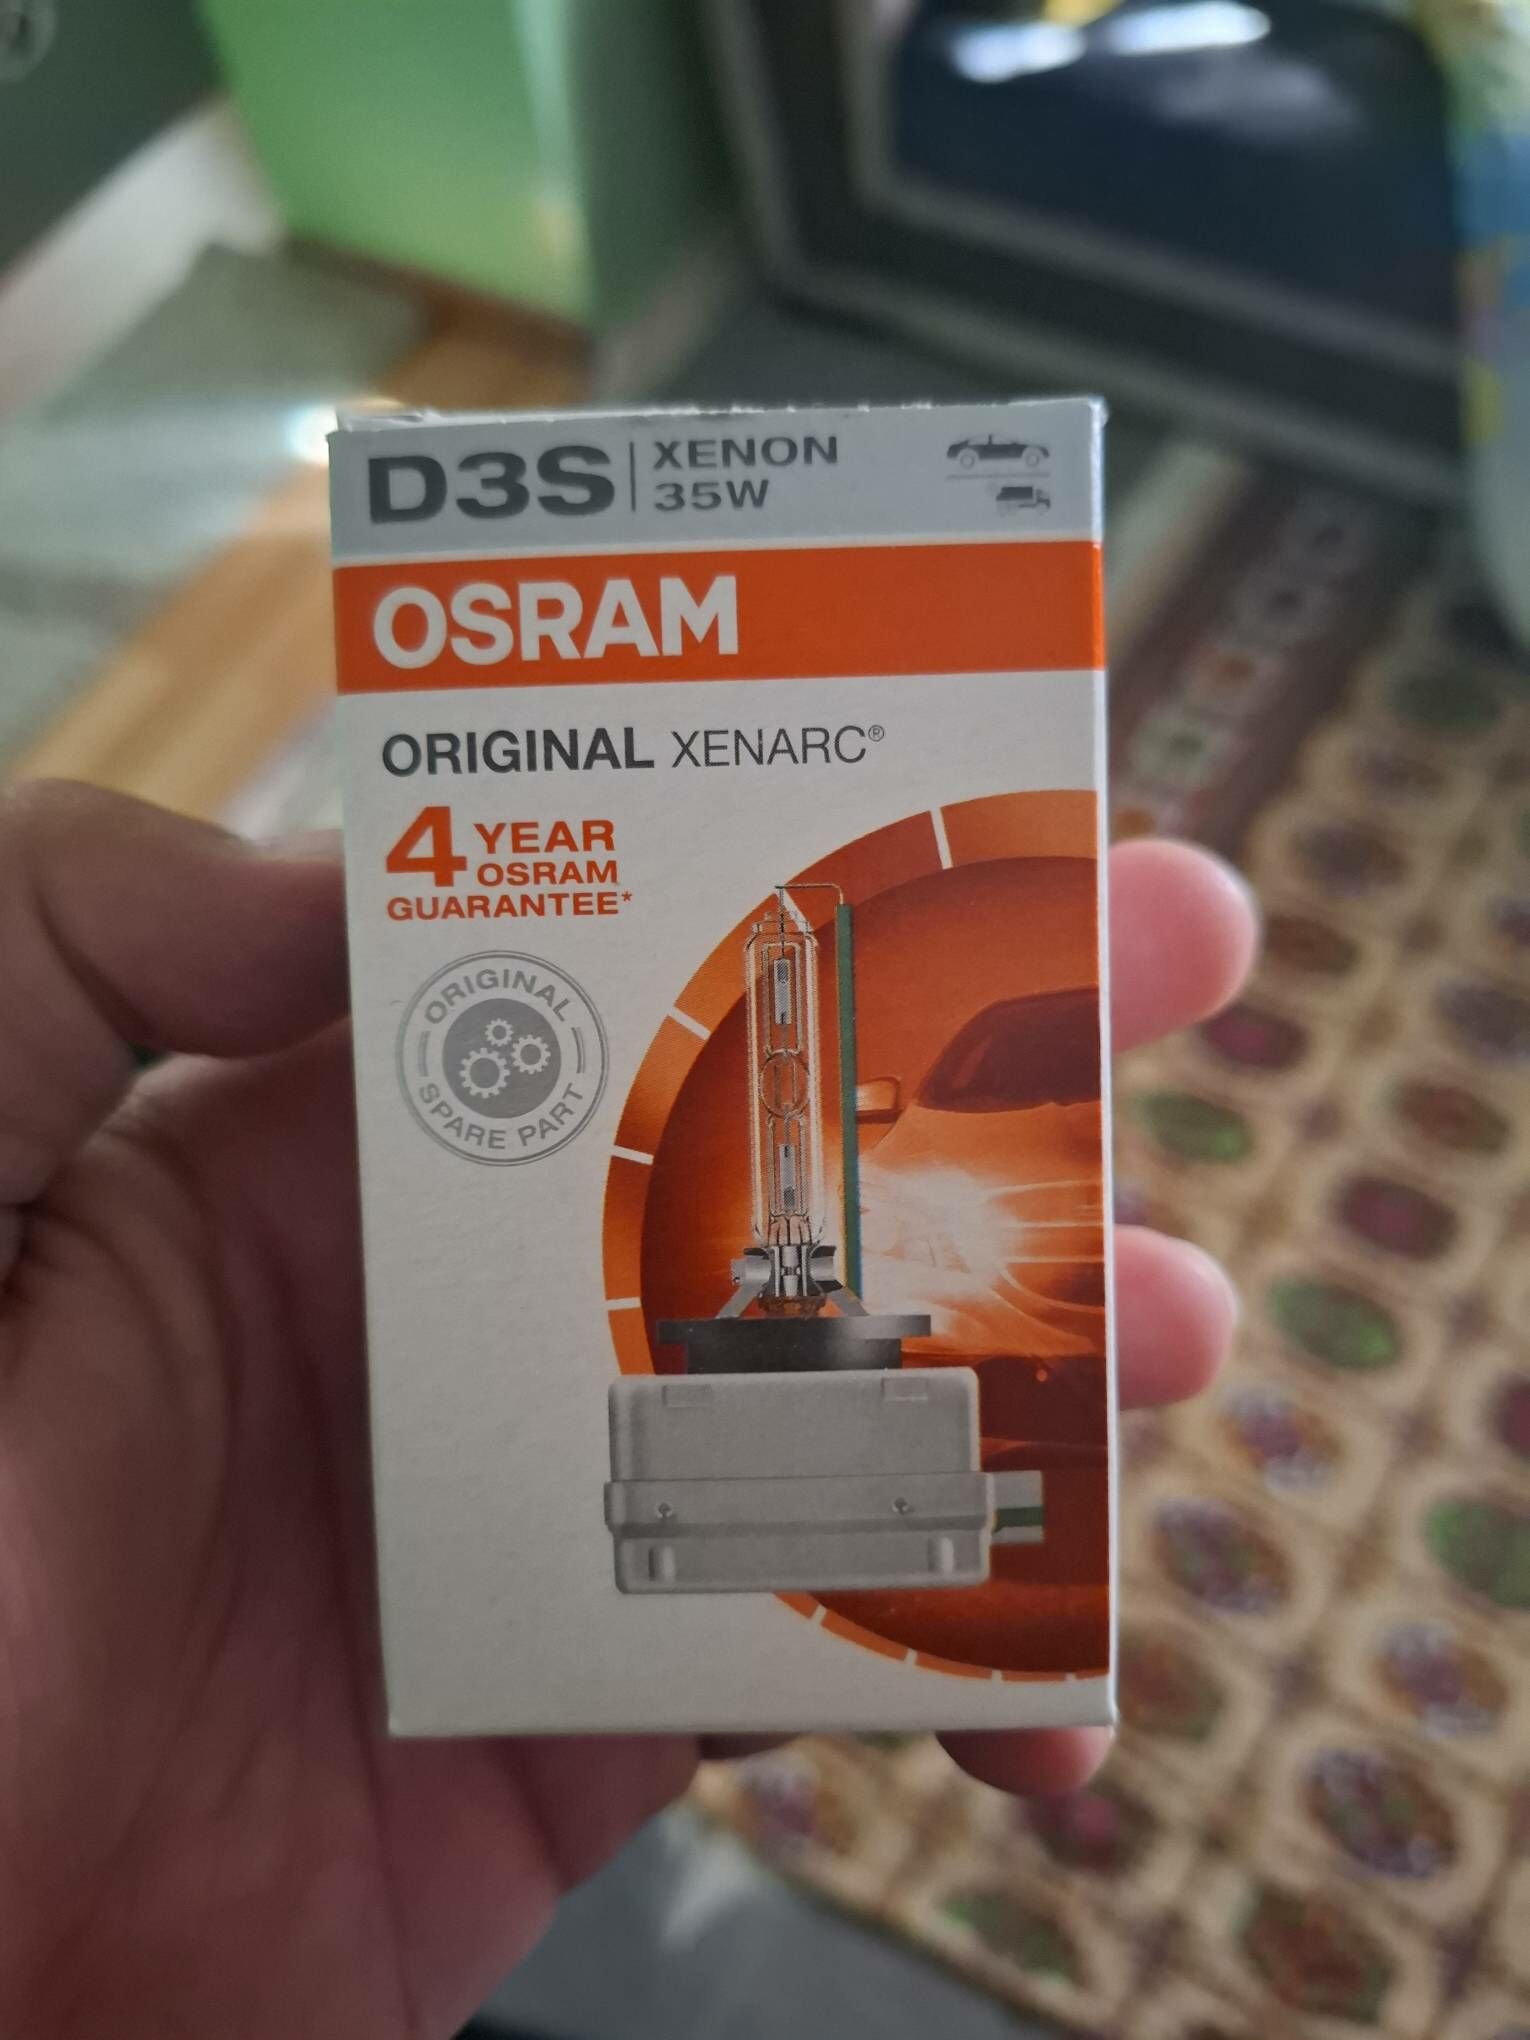 D3S XENON
35W
OSRAM
ORIGINAL XENARC®
4 YEAR
OSRAM
GUARANTEE*
ORIGINAL
SPARE PART